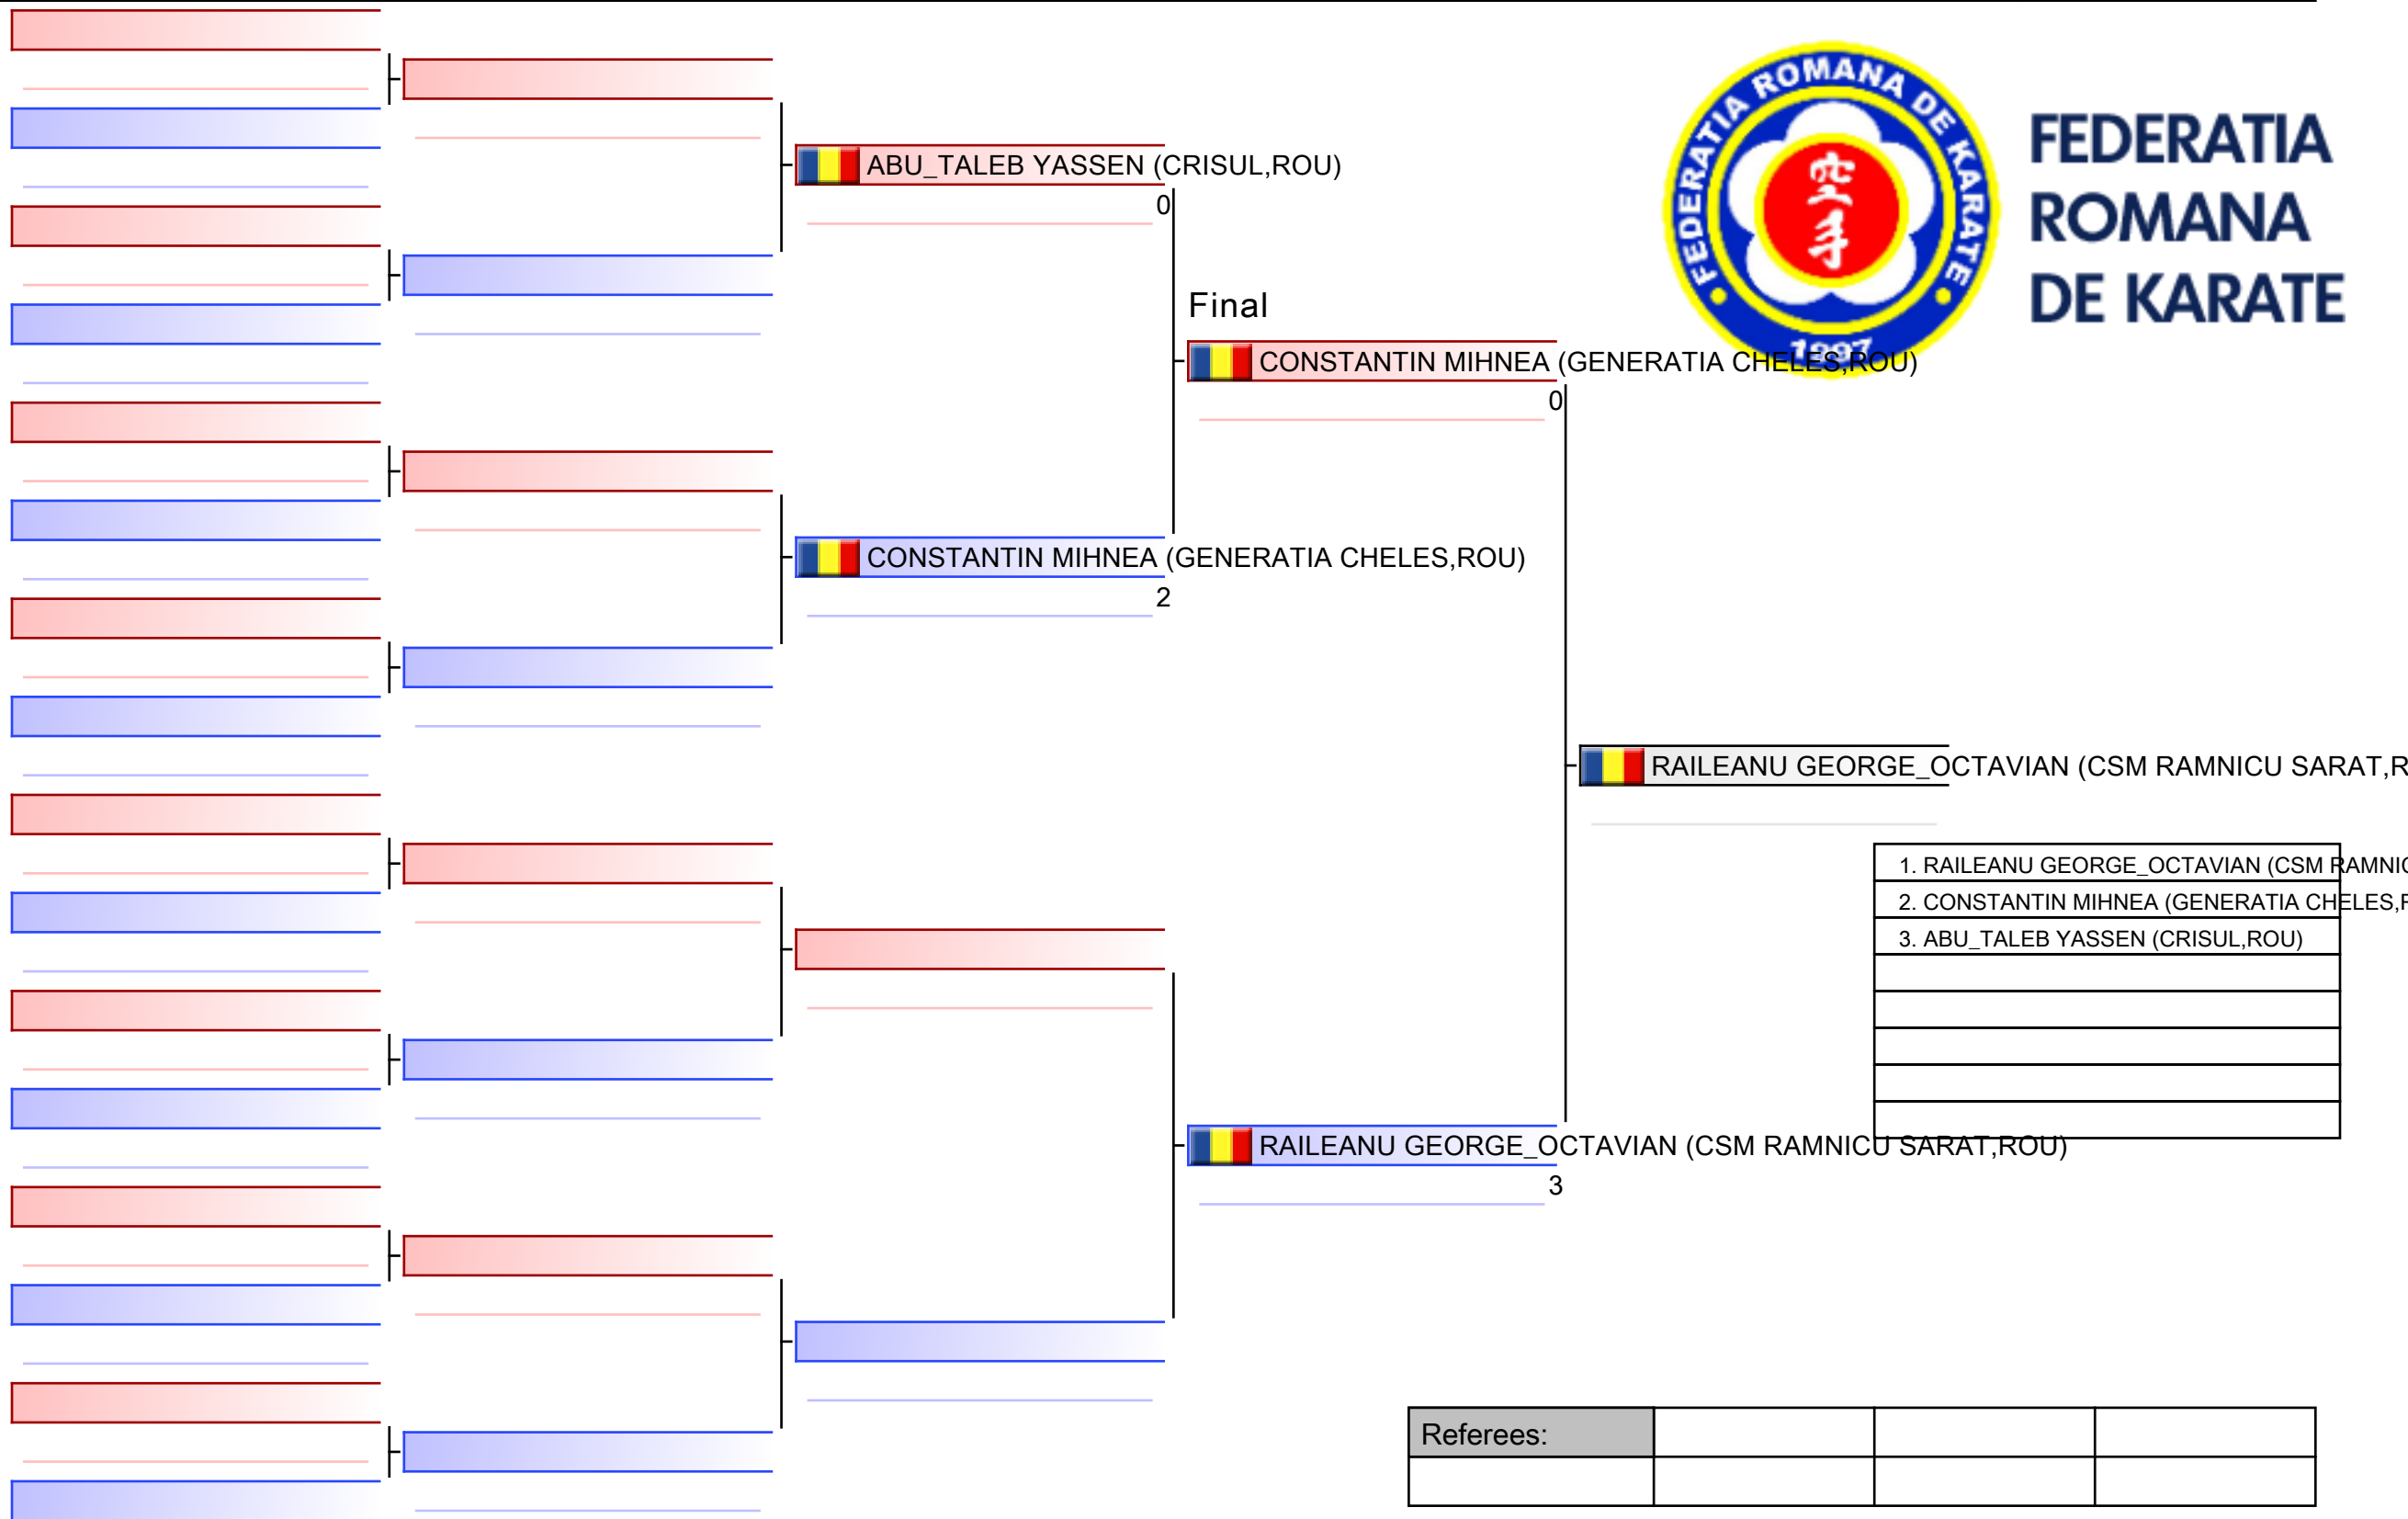 FEDERATIA ROMANA DE KARATE
空手
1997
FEDERATIA
ROMANA
DE KARATE
ABU_TALEB YASSEN (CRISUL,ROU)
0
Final
CONSTANTIN MIHNEA (GENERATIA CHELES,ROU)
0
CONSTANTIN MIHNEA (GENERATIA CHELES,ROU)
2
RAILEANU GEORGE_OCTAVIAN (CSM RAMNICU SARAT,R
1. RAILEANU GEORGE_OCTAVIAN (CSM RAMNIC
2. CONSTANTIN MIHNEA (GENERATIA CHELES,R
3. ABU_TALEB YASSEN (CRISUL,ROU)
RAILEANU GEORGE_OCTAVIAN (CSM RAMNICU SARAT,ROU)
3
Referees: